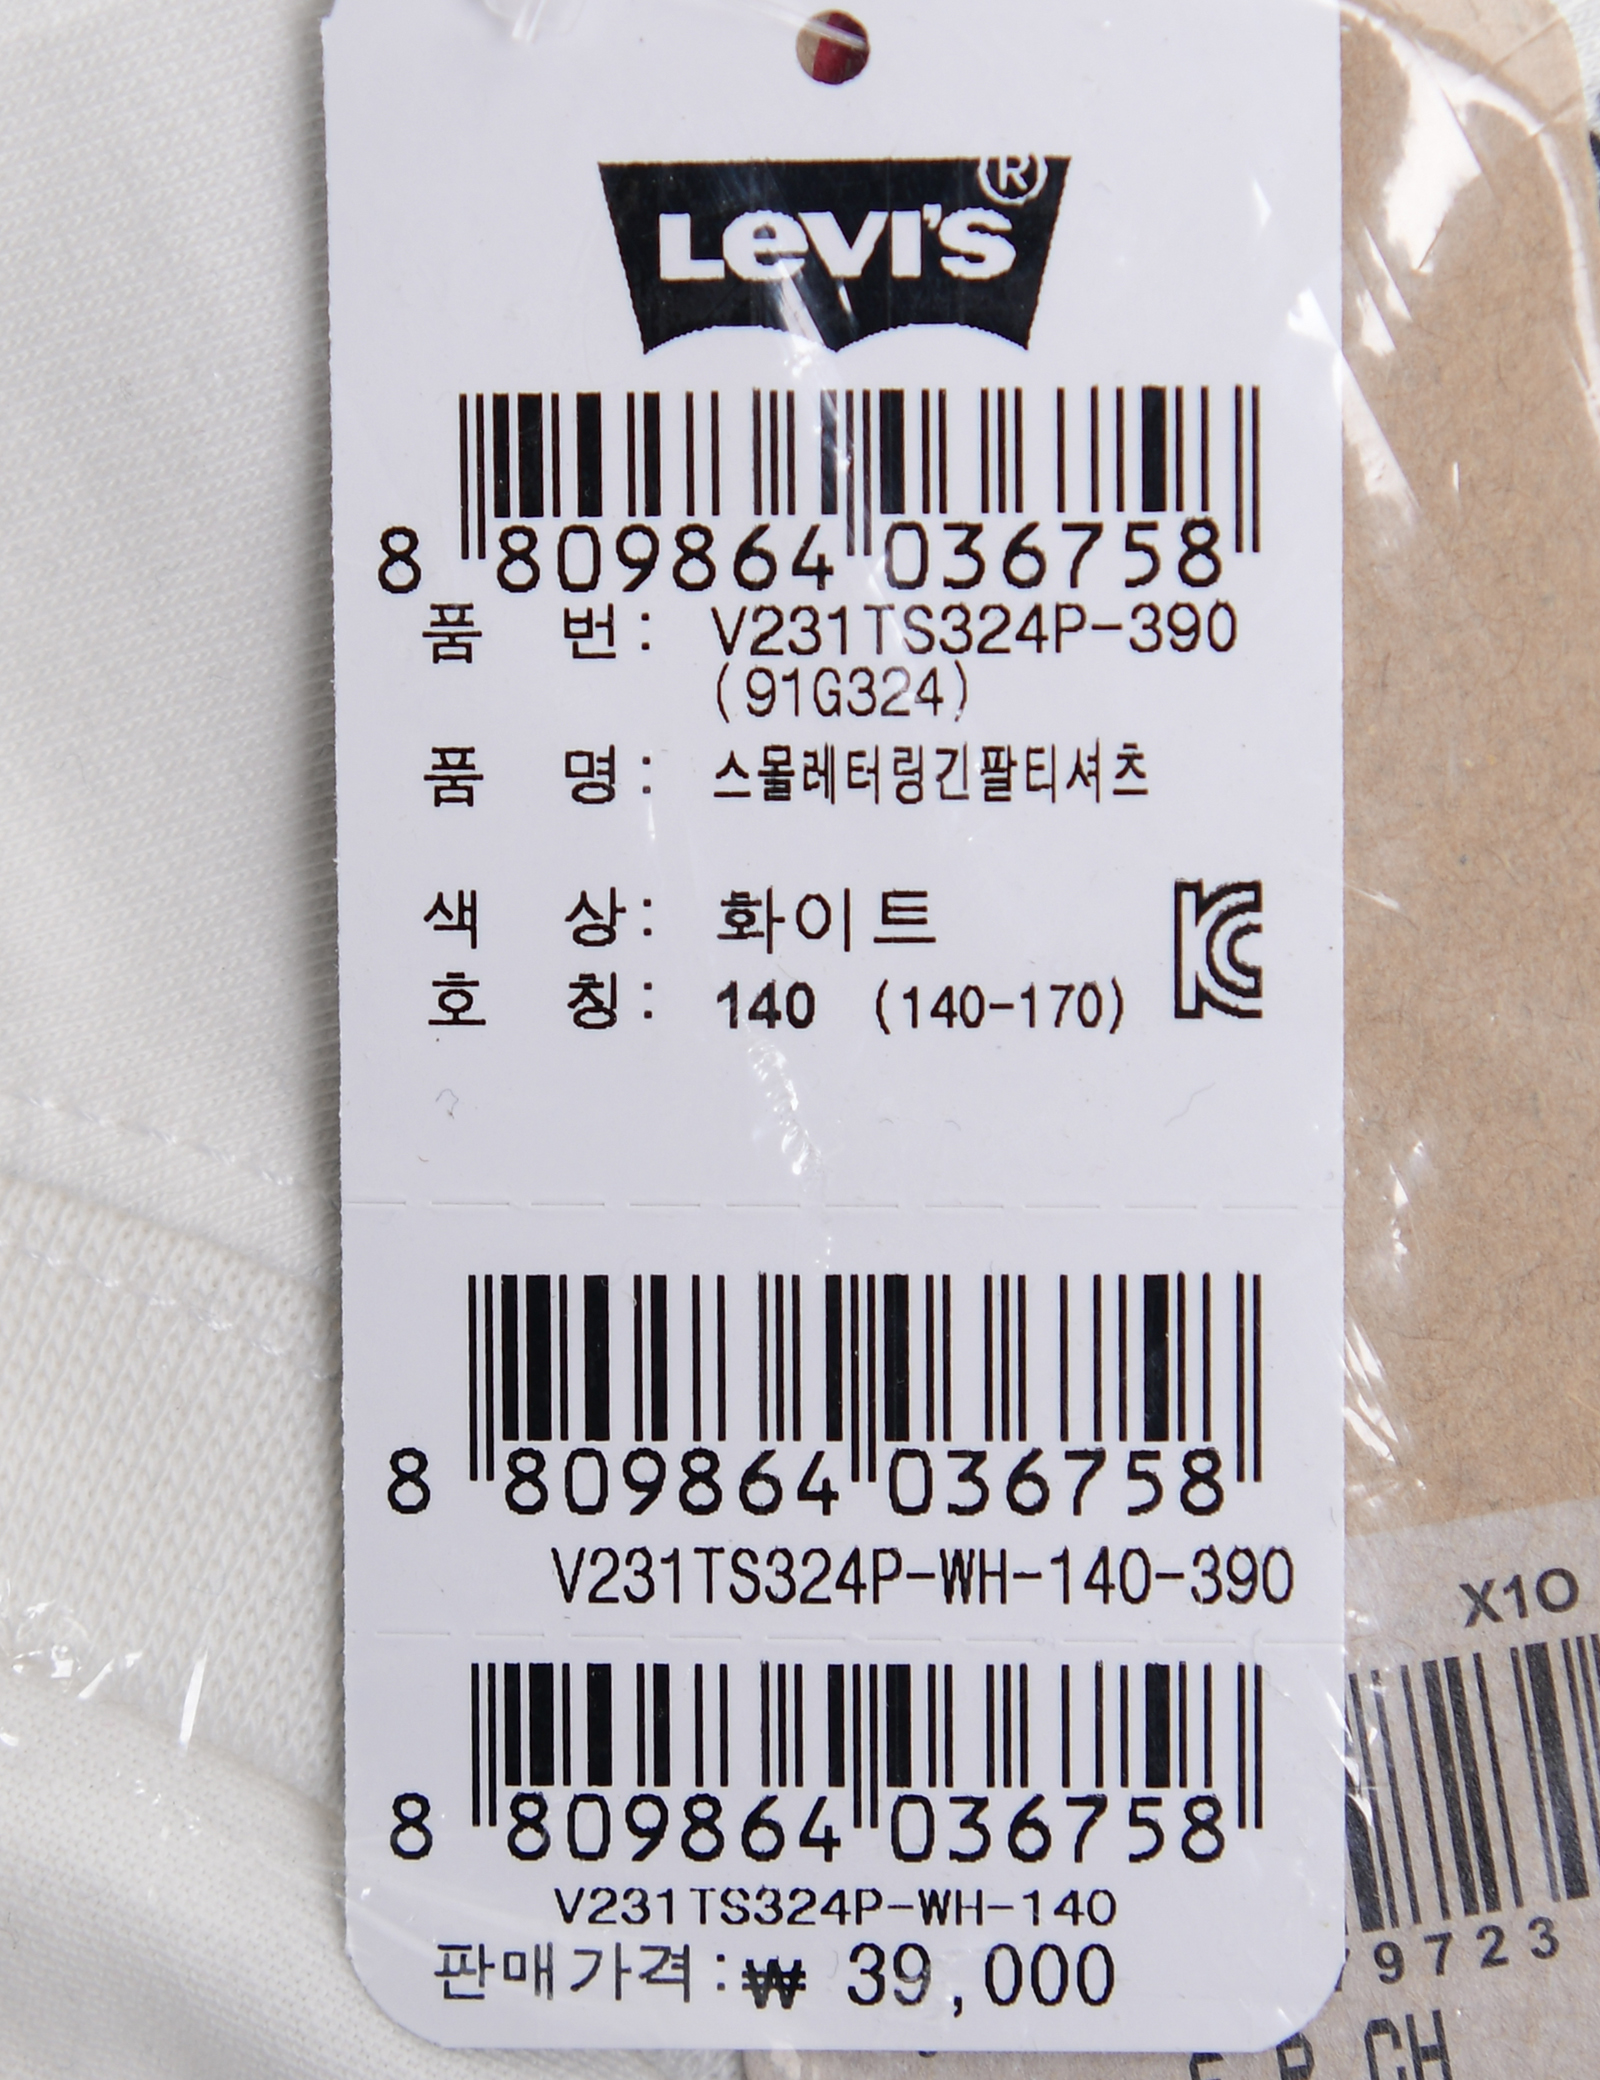 Levi's®
8 809864 036758
품 번: V231TS324P-390
(91G324)
품 명: 스몰레터링긴팔티셔츠
색 상: 화이트
호 칭: 140 (140-170)
8 809864 036758
V231TS324P-WH-140-390
X10
8 809864 036758
V231TS324P-WH-140
9723
판매가격:₩ 39,000
CH